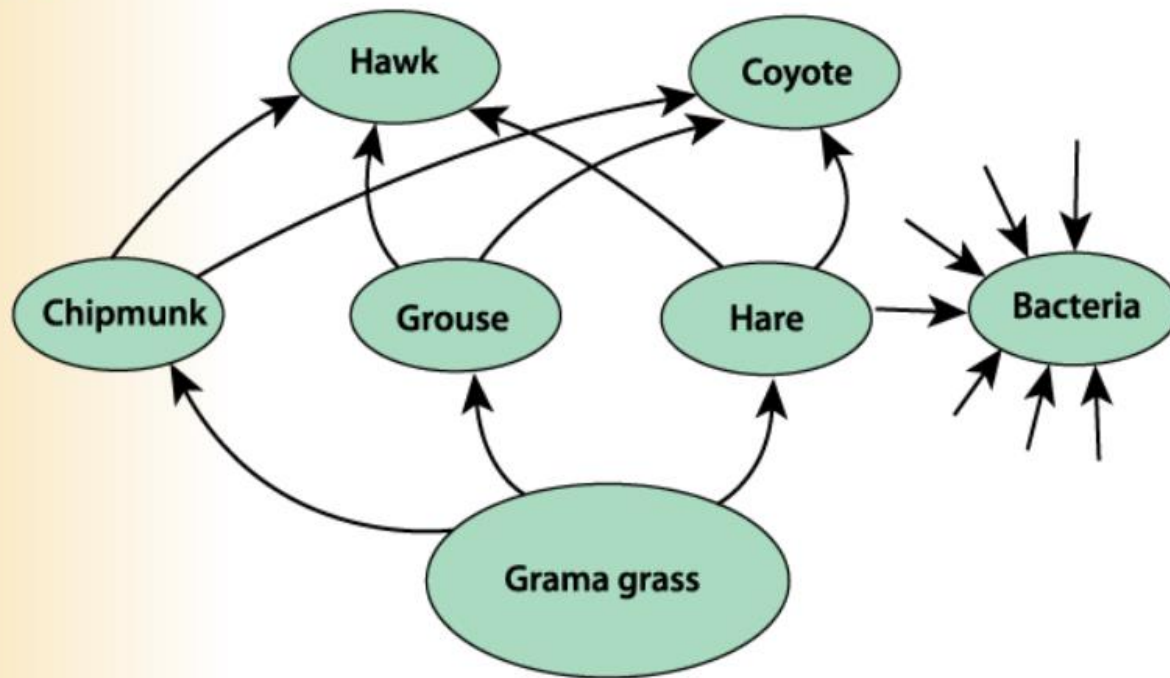 Hawk
Coyote
Chipmunk
Grouse
Hare
Bacteria
Grama grass